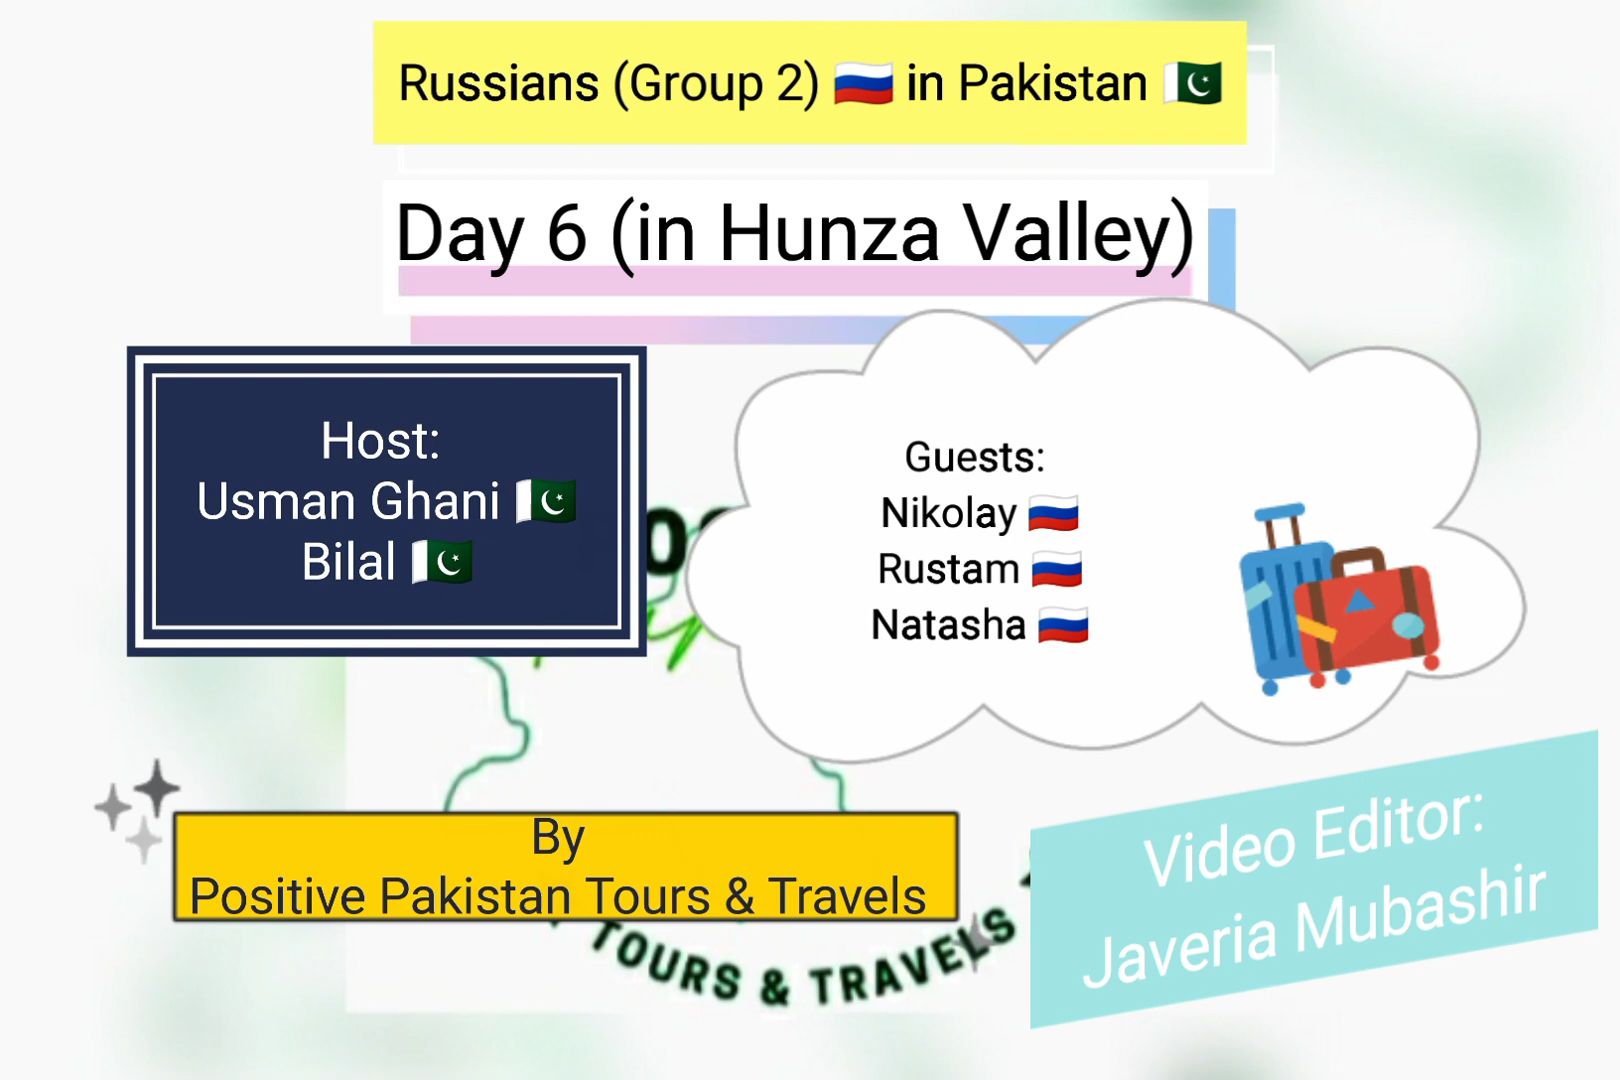 Russians (Group 2) 🇷🇺 in Pakistan 🇵🇰
Day 6 (in Hunza Valley)
Host:
Usman Ghani 🇵🇰
Bilal 🇵🇰
Guests:
Nikolay 🇷🇺
Rustam 🇷🇺
Natasha 🇷🇺
By
Positive Pakistan Tours & Travels
TOURS & TRAVELS
Video Editor:
Javeria Mubashir